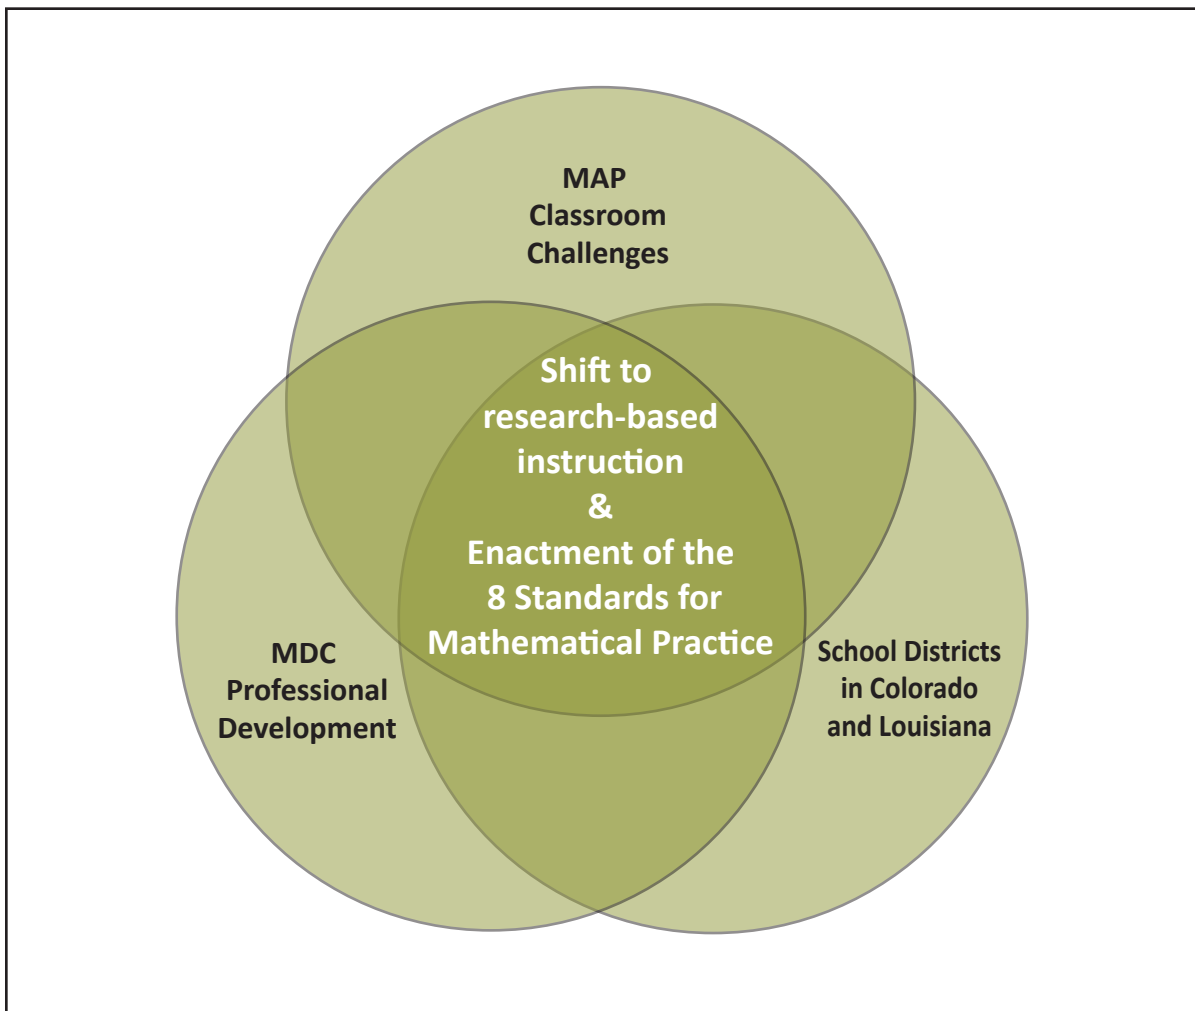 MAP
Classroom
Challenges
Shift to
research-based
instruction
&
Enactment of the
8 Standards for
Mathematical Practice
MDC
Professional
Development
School Districts
in Colorado
and Louisiana